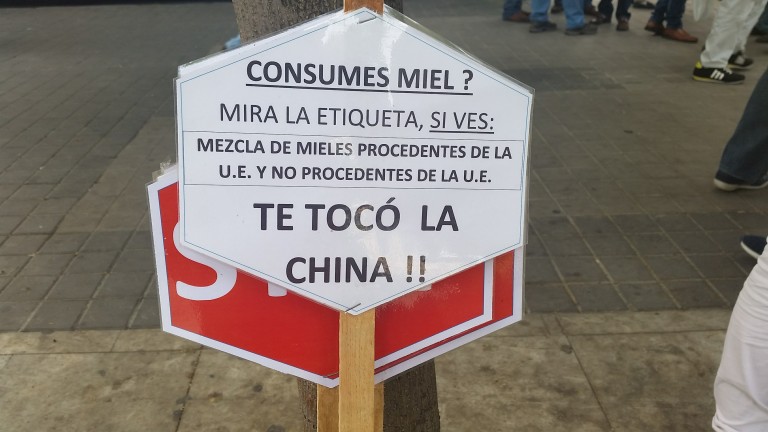 CONSUMES MIEL ?
MIRA LA ETIQUETA, SI VES:
MEZCLA DE MIELES PROCEDENTES DE LA
U.E. Y NO PROCEDENTES DE LA U.E.
TE TOCÓ LA
CHINA !!